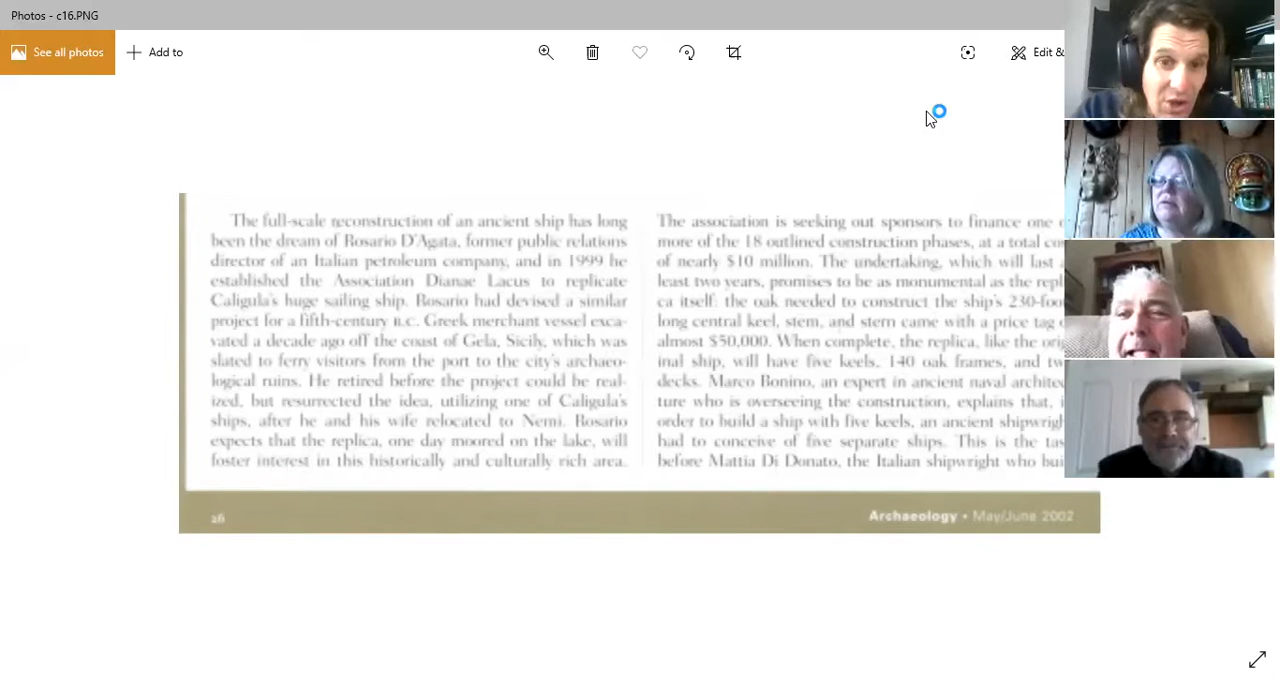 Photos - c16.PNG
See all photos
Add to
Edit &
The full-scale reconstruction of an ancient ship has long
been the dream of Rosario D'Agata, former public relations
director of an Italian petroleum company, and in 1999 he
established the Association Dianae Lacus to replicate
Caligula's huge sailing ship. Rosario had devised a similar
project for a fifth-century B.C. Greek merchant vessel exca-
vated a decade ago off the coast of Gela, Sicily, which was
slated to ferry visitors from the port to the city's archaeo-
logical ruins. He retired before the project could be real-
ized, but resurrected the idea, utilizing one of Caligula's
ships, after he and his wife relocated to Nemi. Rosario
expects that the replica, one day moored on the lake, will
foster interest in this historically and culturally rich area.
The association is seeking out sponsors to finance one
more of the 18 outlined construction phases, at a total
of nearly $10 million. The undertaking, which will last
least two years, promises to be as monumental as the repl
ca itself: the oak needed to construct the ship's 230-foo
long central keel, stem, and stern came with a price tag
almost $50,000. When complete, the replica, like the orig
inal ship, will have five keels, 140 oak frames, and tw
decks. Marco Bonino, an expert in ancient naval architec
ture who is overseeing the construction, explains that,
order to build a ship with five keels, an ancient shipwrigh
had to conceive of five separate ships. This is the tas
before Mattia Di Donato, the Italian shipwright who bui
26
Archaeology • May/June 2002